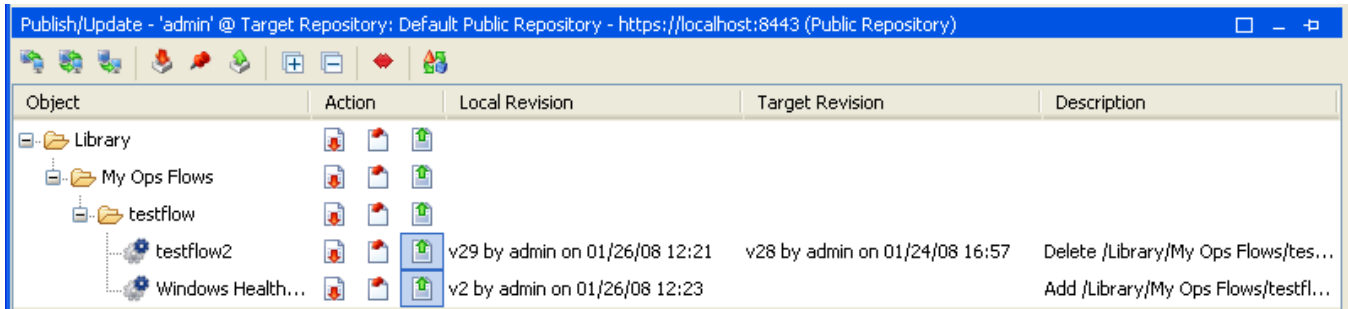 Publish/Update - 'admin' @ Target Repository: Default Public Repository - https://localhost:8443 (Public Repository)
Object Action Local Revision Target Revision Description
Library
My Ops Flows
testflow
testflow2 v29 by admin on 01/26/08 12:21 v28 by admin on 01/24/08 16:57 Delete /Library/My Ops Flows/tes...
Windows Health... v2 by admin on 01/26/08 12:23 Add /Library/My Ops Flows/testfl...